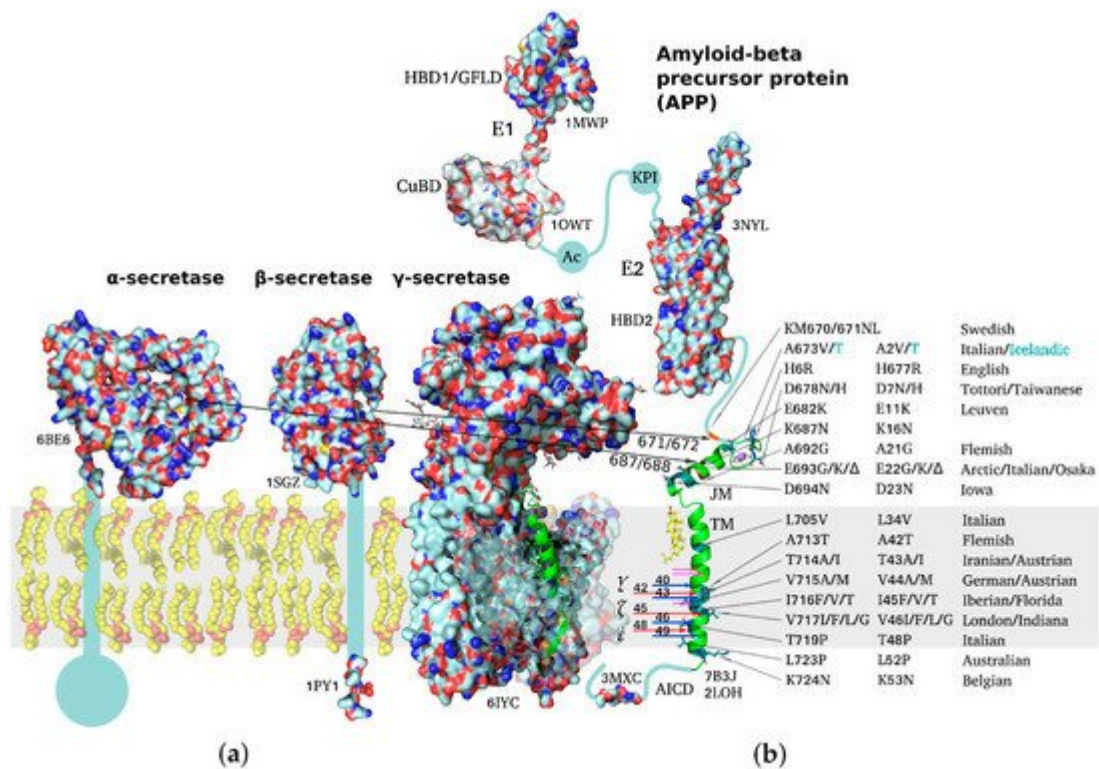 Amyloid-beta
precursor protein
(APP)
HBD1/GFLD
1MWP
E1
CuBD
1OWT
Ac
KPI
3NYL
E2
HBD2
α-secretase
β-secretase
γ-secretase
6BE6
1SGZ
1PY1
6IYC
671/672
687/688
JM
TM
γ
40
42
43
ζ
45
46
48
49
ε
3MXC
AICD
7B3J
2LOH
KM670/671NL Swedish
A673V/T A2V/T Italian/Icelandic
H6R H677R English
D678N/H D7N/H Tottori/Taiwanese
E682K E11K Leuven
K687N K16N
A692G A21G Flemish
E693G/K/Δ E22G/K/Δ Arctic/Italian/Osaka
D694N D23N Iowa
L705V L34V Italian
A713T A42T Flemish
T714A/I T43A/I Iranian/Austrian
V715A/M V44A/M German/Austrian
I716F/V/T I45F/V/T Iberian/Florida
V717I/F/L/G V46I/F/L/G London/Indiana
T719P T48P Italian
L723P L52P Australian
K724N K53N Belgian
(a)
(b)